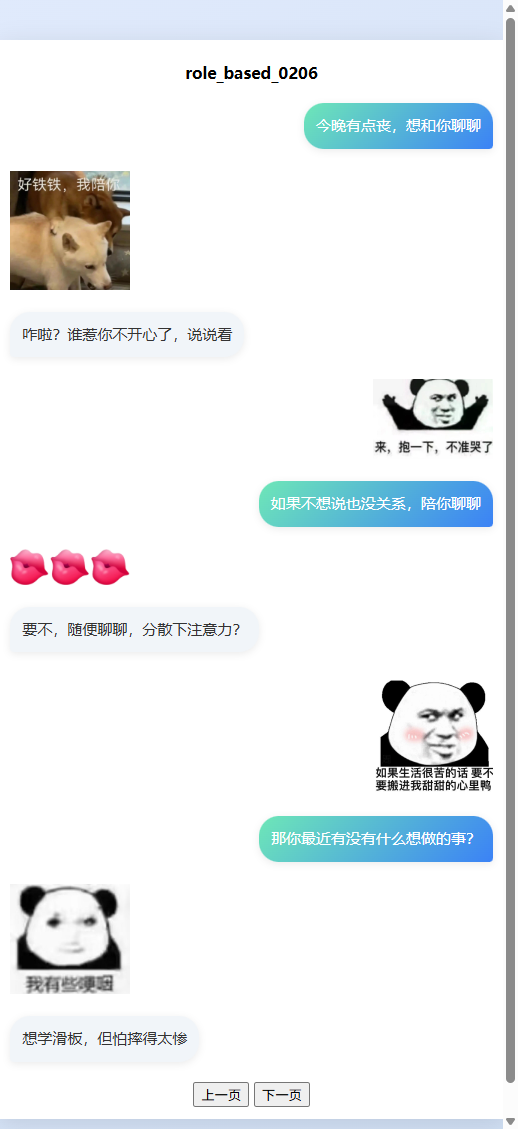 role_based_0206
今晚有点丧，想和你聊聊
好铁铁，我陪你
咋啦？谁惹你不开心了，说说看
来，抱一下，不准哭了
如果不想说也没关系，陪你聊聊
要不，随便聊聊，分散下注意力？
如果生活很苦的话 要不
要搬进我甜甜的心里鸭
那你最近有没有什么想做的事？
我有些哽咽
想学滑板，但怕摔得太惨
上一页 下一页